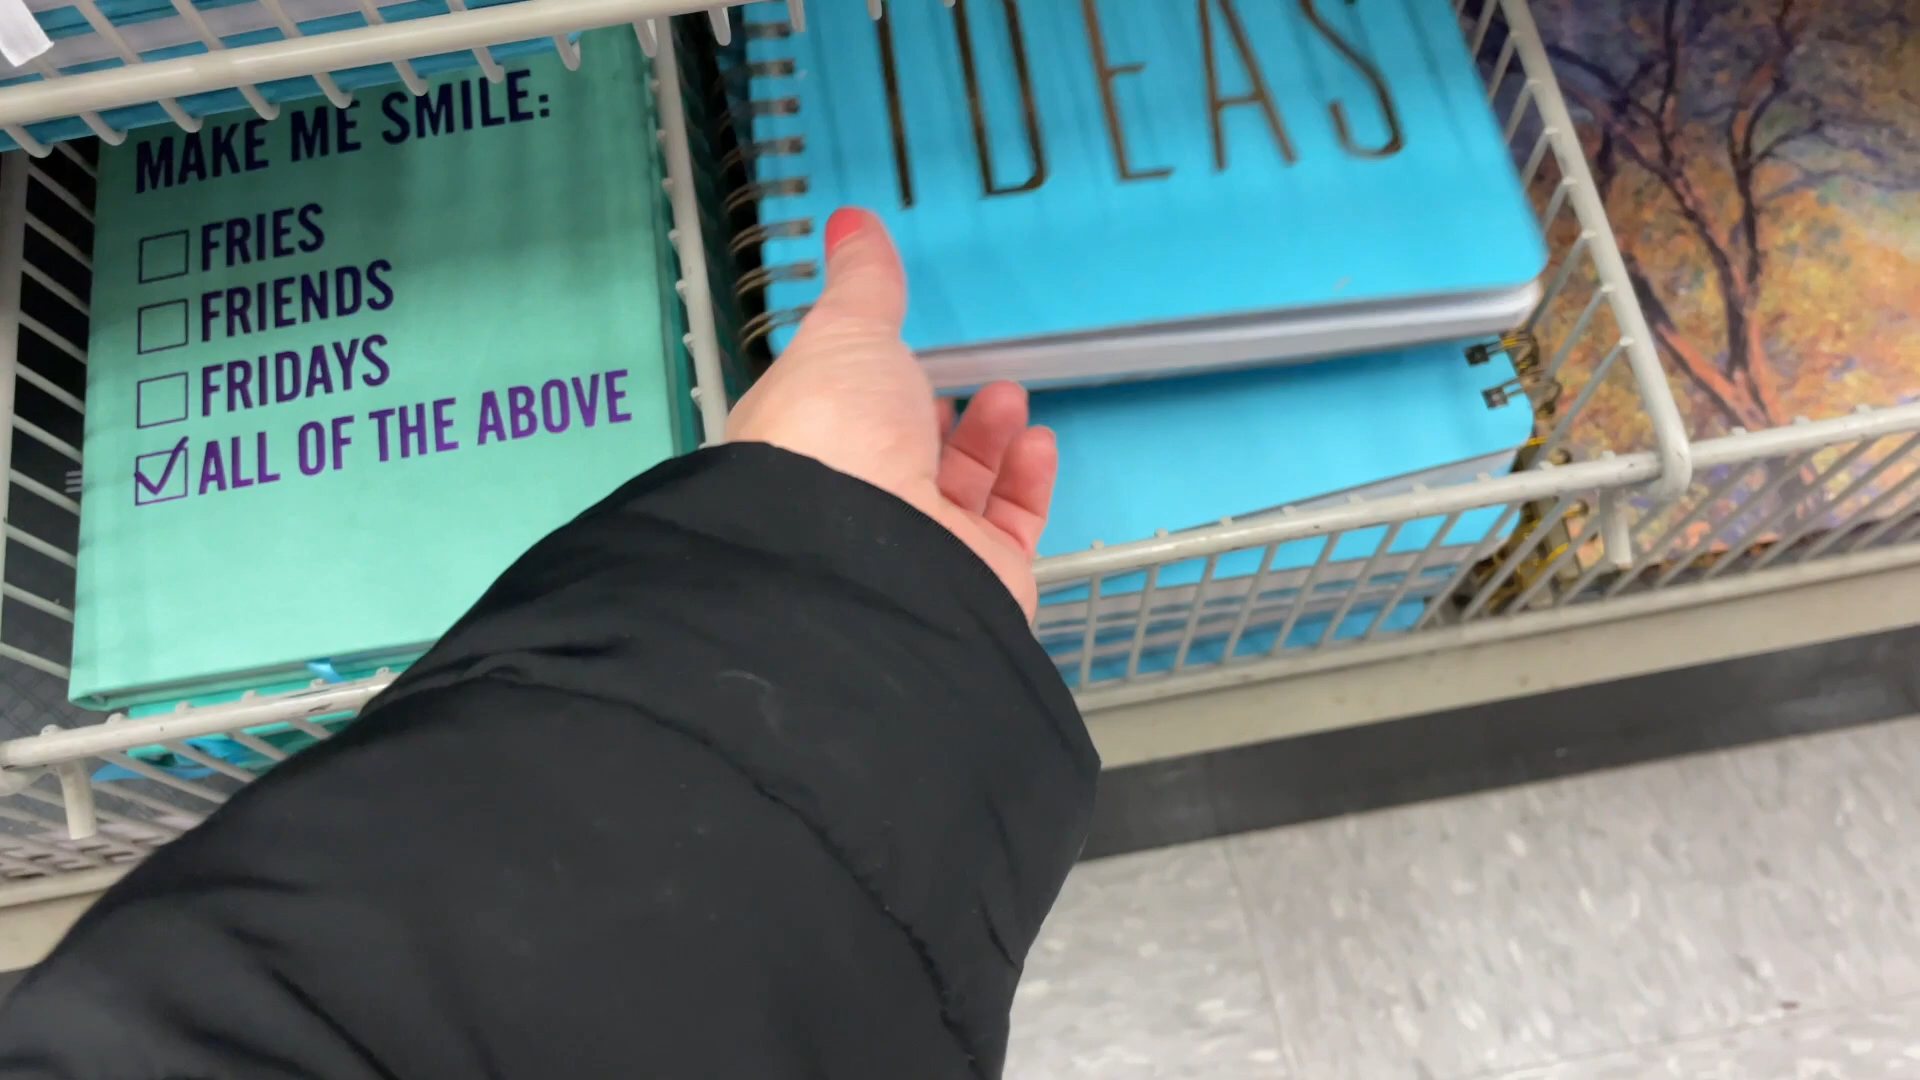 MAKE ME SMILE:
FRIES
FRIENDS
FRIDAYS
ALL OF THE ABOVE
IDEAS